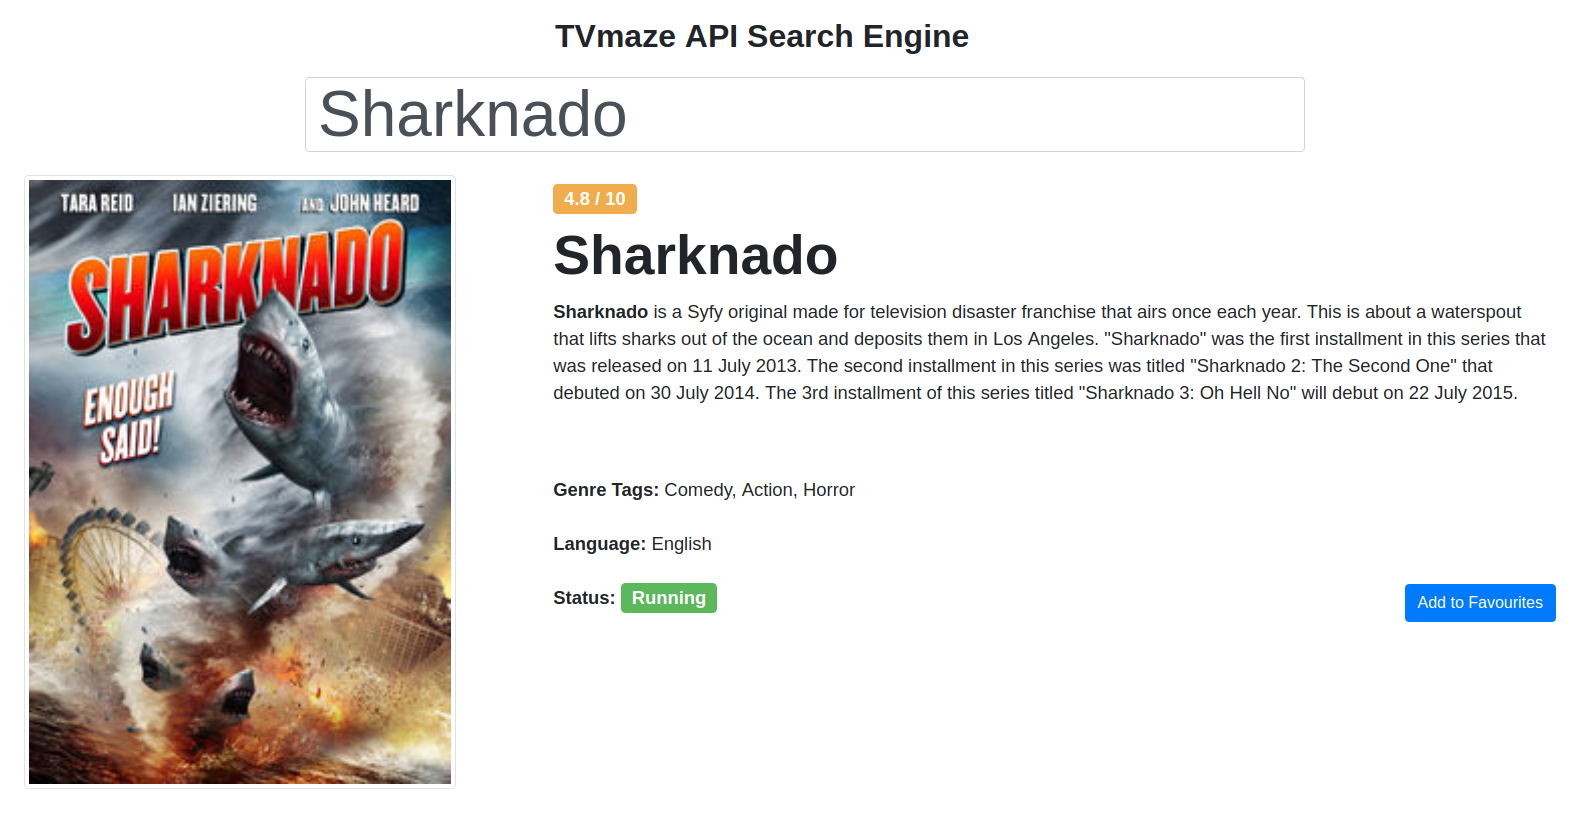 TVmaze API Search Engine
Sharknado
TARA REID IAN ZIERING AND JOHN HEARD
SHARKNADO
ENOUGH
SAID!
4.8 / 10
Sharknado
Sharknado is a Syfy original made for television disaster franchise that airs once each year. This is about a waterspout
that lifts sharks out of the ocean and deposits them in Los Angeles. "Sharknado" was the first installment in this series that
was released on 11 July 2013. The second installment in this series was titled "Sharknado 2: The Second One" that
debuted on 30 July 2014. The 3rd installment of this series titled "Sharknado 3: Oh Hell No" will debut on 22 July 2015.
Genre Tags: Comedy, Action, Horror
Language: English
Status: Running
Add to Favourites